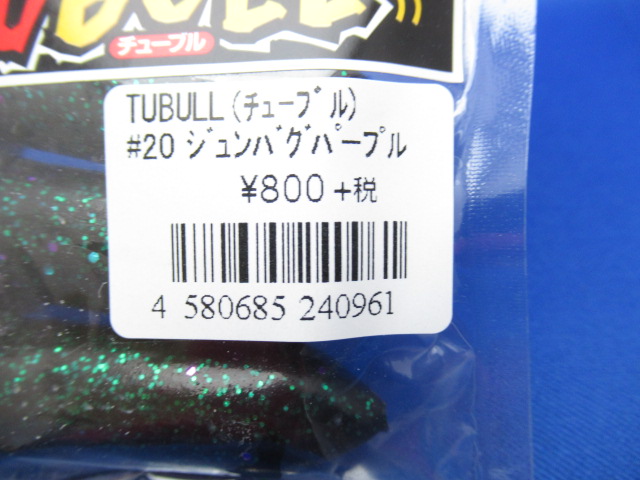 チューブル
TUBULL(ﾁｭｰﾌﾞﾙ)
#20 ｼﾞｭﾝﾊﾞｸﾞﾊﾟｰﾌﾟﾙ
¥800+税
4 580685 240961